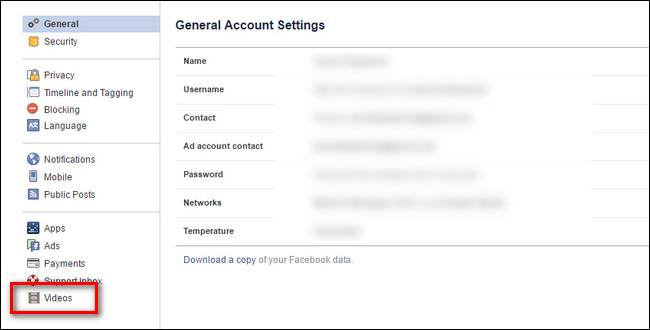 General
Security
Privacy
Timeline and Tagging
Blocking
Language
Notifications
Mobile
Public Posts
Apps
Ads
Payments
Support Inbox
Videos
General Account Settings
Name
Username
Contact
Ad account contact
Password
Networks
Temperature
Download a copy of your Facebook data.